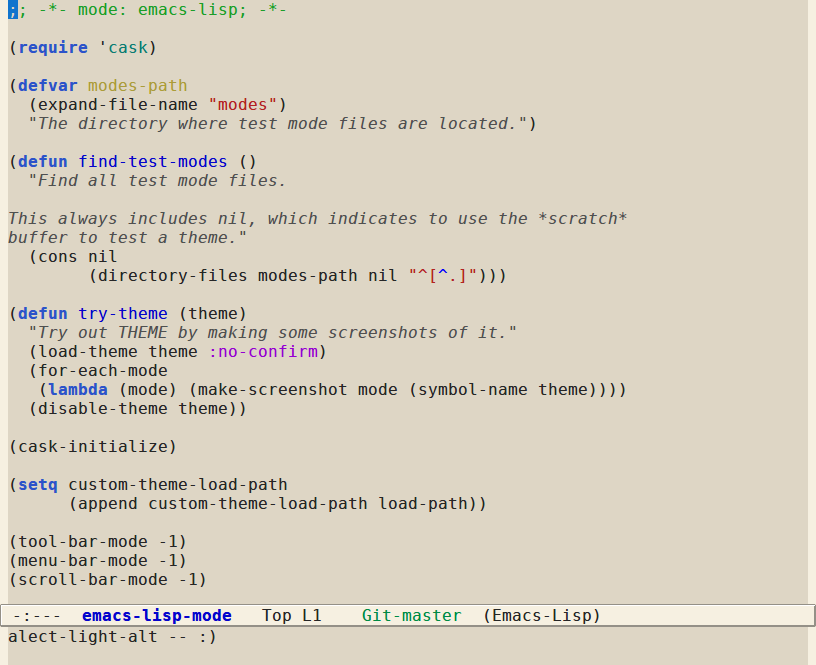 ;; -*- mode: emacs-lisp; -*-

(require 'cask)

(defvar modes-path
  (expand-file-name "modes")
  "The directory where test mode files are located.")

(defun find-test-modes ()
  "Find all test mode files.

This always includes nil, which indicates to use the *scratch*
buffer to test a theme."
  (cons nil
        (directory-files modes-path nil "^[^.]")))

(defun try-theme (theme)
  "Try out THEME by making some screenshots of it."
  (load-theme theme :no-confirm)
  (for-each-mode
   (lambda (mode) (make-screenshot mode (symbol-name theme))))
  (disable-theme theme))

(cask-initialize)

(setq custom-theme-load-path
      (append custom-theme-load-path load-path))

(tool-bar-mode -1)
(menu-bar-mode -1)
(scroll-bar-mode -1)

-:---  emacs-lisp-mode   Top L1    Git-master  (Emacs-Lisp)
alect-light-alt -- :)